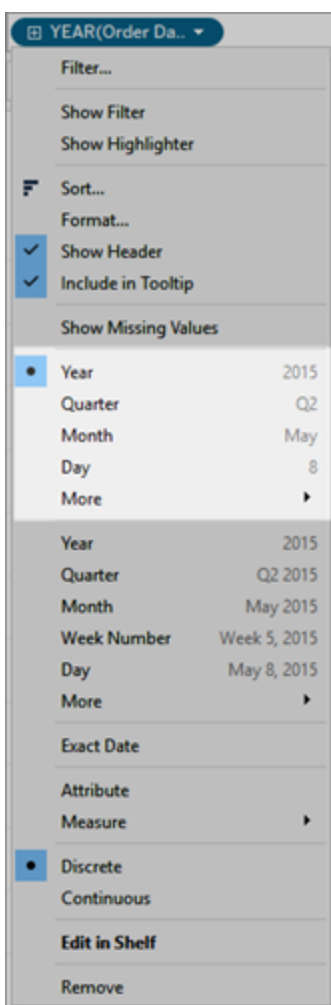 YEAR(Order Da..
Filter...
Show Filter
Show Highlighter
Sort...
Format...
Show Header
Include in Tooltip
Show Missing Values
Year 2015
Quarter Q2
Month May
Day 8
More
Year 2015
Quarter Q2 2015
Month May 2015
Week Number Week 5, 2015
Day May 8, 2015
More
Exact Date
Attribute
Measure
Discrete
Continuous
Edit in Shelf
Remove